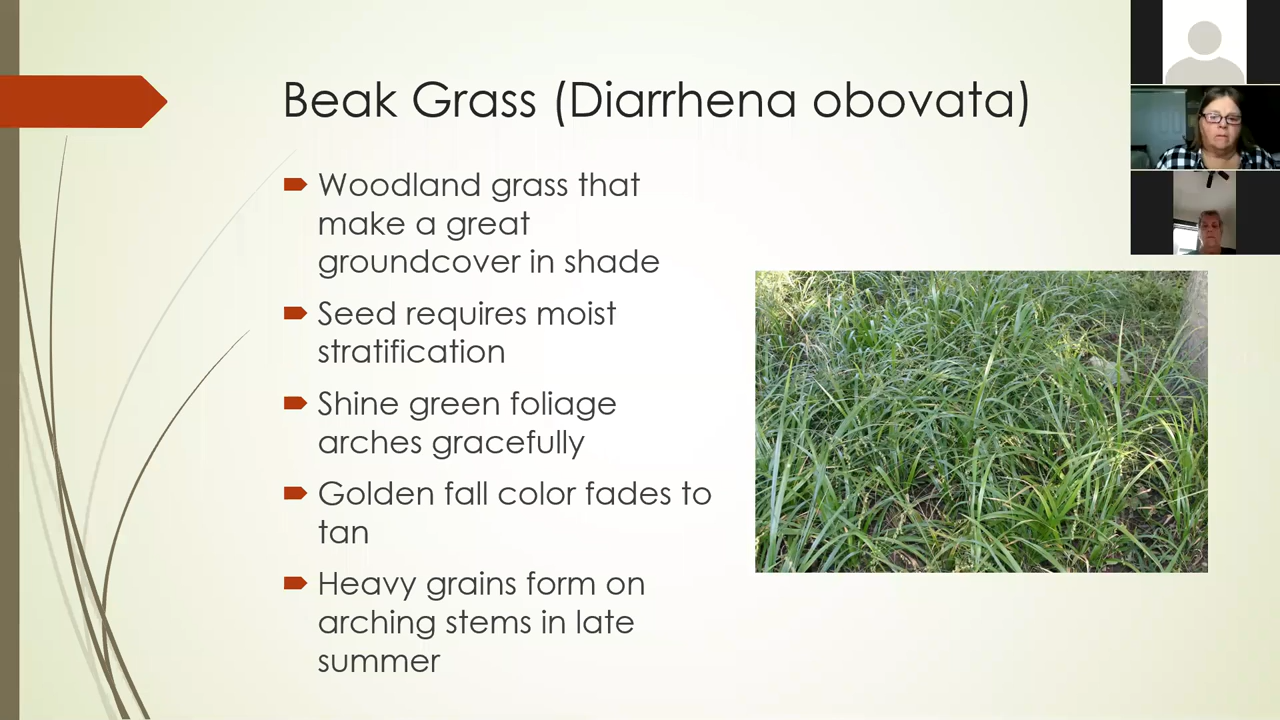 Beak Grass (Diarrhena obovata)
Woodland grass that
make a great
groundcover in shade
Seed requires moist
stratification
Shine green foliage
arches gracefully
Golden fall color fades to
tan
Heavy grains form on
arching stems in late
summer